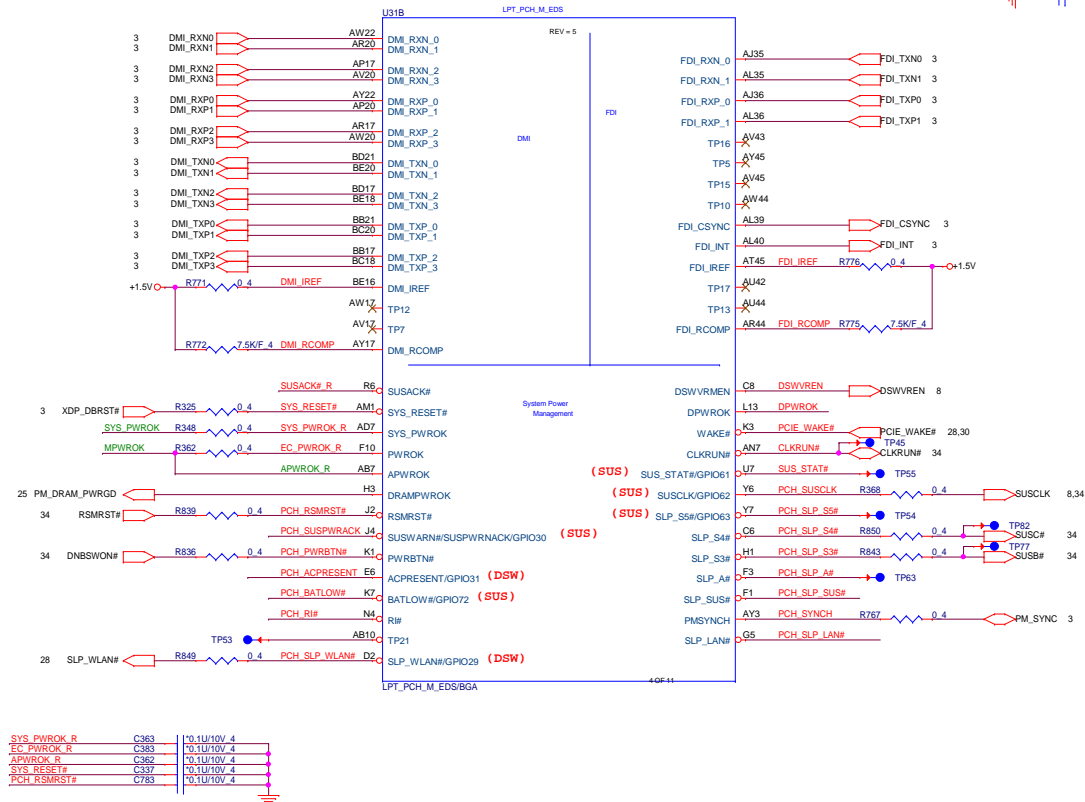 U31B LPT_PCH_M_EDS
REV = 5
DMI
FDI
3 DMI_RXN0 AW22 DMI_RXN_0
3 DMI_RXN1 AR20 DMI_RXN_1
3 DMI_RXN2 AP17 DMI_RXN_2
3 DMI_RXN3 AV20 DMI_RXN_3
3 DMI_RXP0 AY22 DMI_RXP_0
3 DMI_RXP1 AP20 DMI_RXP_1
3 DMI_RXP2 AR17 DMI_RXP_2
3 DMI_RXP3 AW20 DMI_RXP_3
3 DMI_TXN0 BD21 DMI_TXN_0
3 DMI_TXN1 BE20 DMI_TXN_1
3 DMI_TXN2 BD17 DMI_TXN_2
3 DMI_TXN3 BE18 DMI_TXN_3
3 DMI_TXP0 BB21 DMI_TXP_0
3 DMI_TXP1 BC20 DMI_TXP_1
3 DMI_TXP2 BB17 DMI_TXP_2
3 DMI_TXP3 BC18 DMI_TXP_3
+1.5V R771 0_4 DMI_IREF BE16 DMI_IREF
AW17 TP12
AV17 TP7
R772 7.5K/F_4 DMI_RCOMP AY17 DMI_RCOMP
FDI_RXN_0 AJ35 FDI_TXN0 3
FDI_RXN_1 AL35 FDI_TXN1 3
FDI_RXP_0 AJ36 FDI_TXP0 3
FDI_RXP_1 AL36 FDI_TXP1 3
TP16 AV43
TP5 AY45
TP15 AV45
TP10 AW44
FDI_CSYNC AL39 FDI_CSYNC 3
FDI_INT AL40 FDI_INT 3
FDI_IREF AT45 FDI_IREF R776 0_4 +1.5V
TP17 AU42
TP13 AU44
FDI_RCOMP AR44 FDI_RCOMP R775 7.5K/F_4
System Power
Management
SUSACK#_R R6 SUSACK#
3 XDP_DBRST# R325 0_4 SYS_RESET# AM1 SYS_RESET#
SYS_PWROK R348 0_4 SYS_PWROK_R AD7 SYS_PWROK
MPWROK R362 0_4 EC_PWROK_R F10 PWROK
APWROK_R AB7 APWROK
25 PM_DRAM_PWRGD H3 DRAMPWROK
34 RSMRST# R839 0_4 PCH_RSMRST# J2 RSMRST#
PCH_SUSPWRACK J4 SUSWARN#/SUSPWRNACK/GPIO30 (SUS)
34 DNBSWON# R836 0_4 PCH_PWRBTN# K1 PWRBTN#
PCH_ACPRESENT E6 ACPRESENT/GPIO31 (DSW)
PCH_BATLOW# K7 BATLOW#/GPIO72 (SUS)
PCH_RI# N4 RI#
TP53 AB10 TP21
28 SLP_WLAN# R849 0_4 PCH_SLP_WLAN# D2 SLP_WLAN#/GPIO29 (DSW)
DSWVRMEN C8 DSWVREN DSWVREN 8
DPWROK L13 DPWROK
WAKE# K3 PCIE_WAKE# PCIE_WAKE# 28,30
TP45
CLKRUN# AN7 CLKRUN# CLKRUN# 34
(SUS) SUS_STAT#/GPIO61 U7 SUS_STAT# TP55
(SUS) SUSCLK/GPIO62 Y6 PCH_SUSCLK R368 0_4 SUSCLK 8,34
(SUS) SLP_S5#/GPIO63 Y7 PCH_SLP_S5# TP54
TP82
SLP_S4# C6 PCH_SLP_S4# R850 0_4 SUSC# 34
TP77
SLP_S3# H1 PCH_SLP_S3# R843 0_4 SUSB# 34
SLP_A# F3 PCH_SLP_A# TP63
SLP_SUS# F1 PCH_SLP_SUS#
PMSYNCH AY3 PCH_SYNCH R767 0_4 PM_SYNC 3
SLP_LAN# G5 PCH_SLP_LAN#
4 OF 11
LPT_PCH_M_EDS/BGA
SYS_PWROK_R C363 *0.1U/10V_4
EC_PWROK_R C383 *0.1U/10V_4
APWROK_R C362 *0.1U/10V_4
SYS_RESET# C337 *0.1U/10V_4
PCH_RSMRST# C783 *0.1U/10V_4